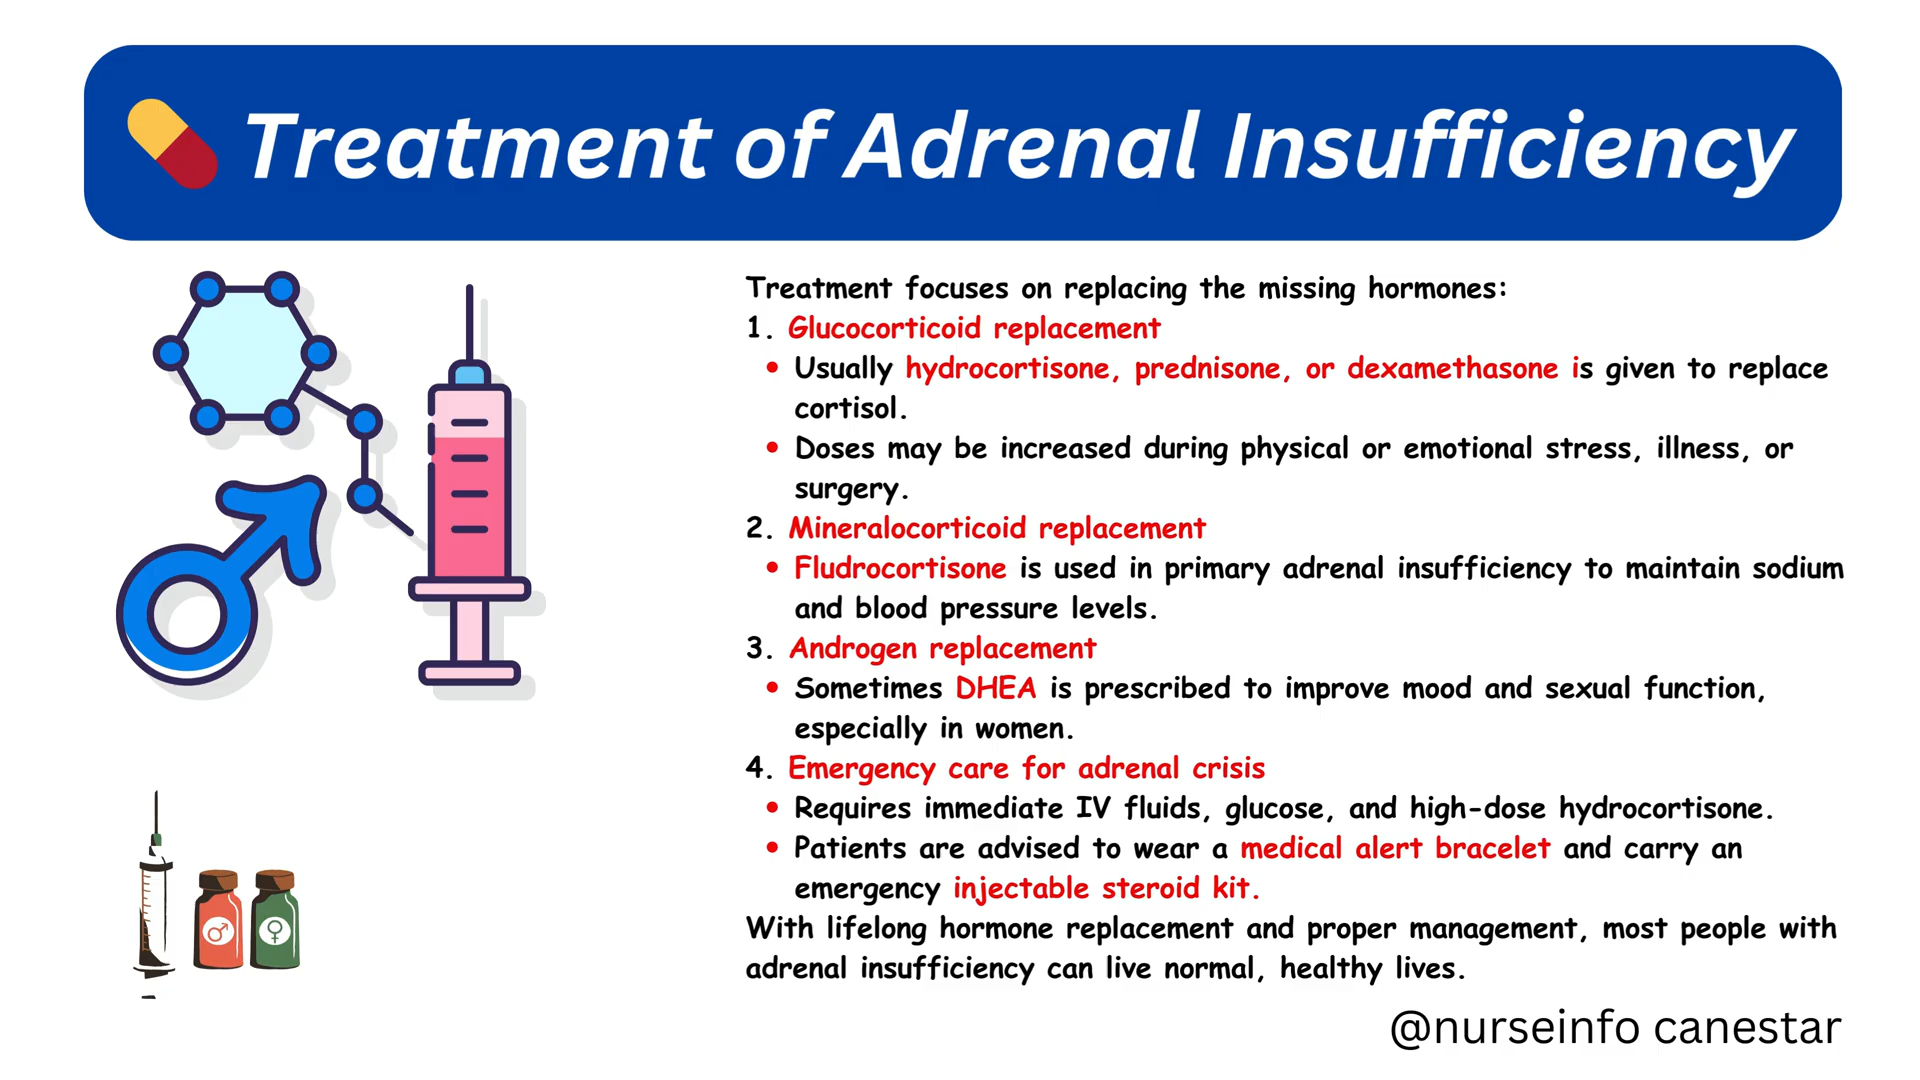 Treatment of Adrenal Insufficiency
Treatment focuses on replacing the missing hormones:
1. Glucocorticoid replacement
• Usually hydrocortisone, prednisone, or dexamethasone is given to replace
cortisol.
• Doses may be increased during physical or emotional stress, illness, or
surgery.
2. Mineralocorticoid replacement
• Fludrocortisone is used in primary adrenal insufficiency to maintain sodium
and blood pressure levels.
3. Androgen replacement
• Sometimes DHEA is prescribed to improve mood and sexual function,
especially in women.
4. Emergency care for adrenal crisis
• Requires immediate IV fluids, glucose, and high-dose hydrocortisone.
• Patients are advised to wear a medical alert bracelet and carry an
emergency injectable steroid kit.
With lifelong hormone replacement and proper management, most people with
adrenal insufficiency can live normal, healthy lives.
@nurseinfo canestar